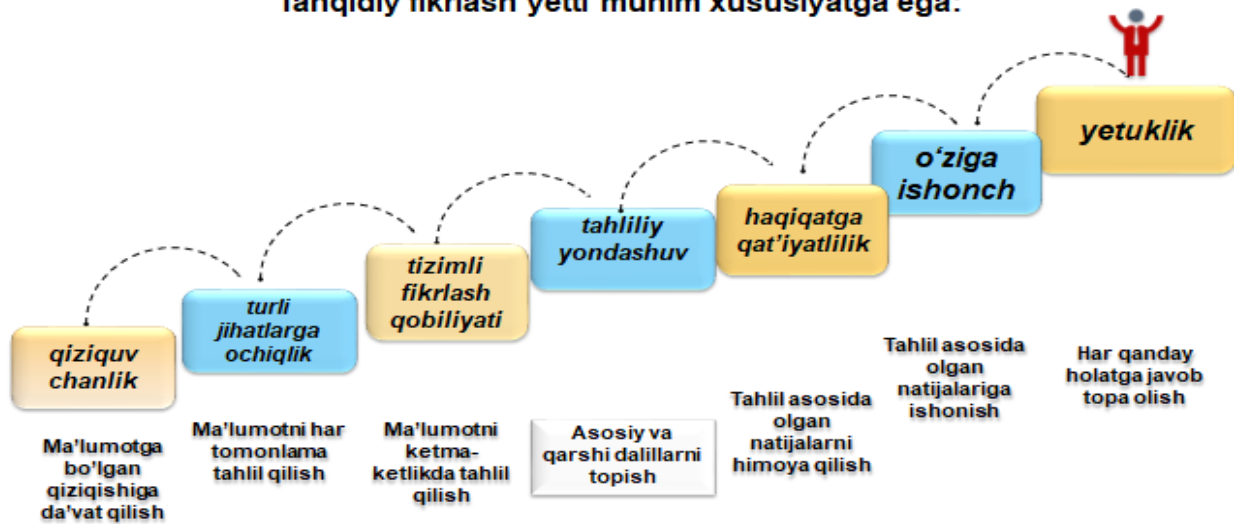 Tanqidiy fikrlash yetti muhim xususiyatga ega:
qiziquv
chanlik
turli
jihatlarga
ochiqlik
tizimli
fikrlash
qobiliyati
tahliliy
yondashuv
haqiqatga
qat'iyatlilik
o‘ziga
ishonch
yetuklik
Ma'lumotga
bo'lgan
qiziqishiga
da'vat qilish
Ma'lumotni har
tomonlama
tahlil qilish
Ma'lumotni
ketma-
ketlikda tahlil
qilish
Asosiy va
qarshi dalillarni
topish
Tahlil asosida
olgan
natijalarni
himoya qilish
Tahlil asosida
olgan
natijalariga
ishonish
Har qanday
holatga javob
topa olish